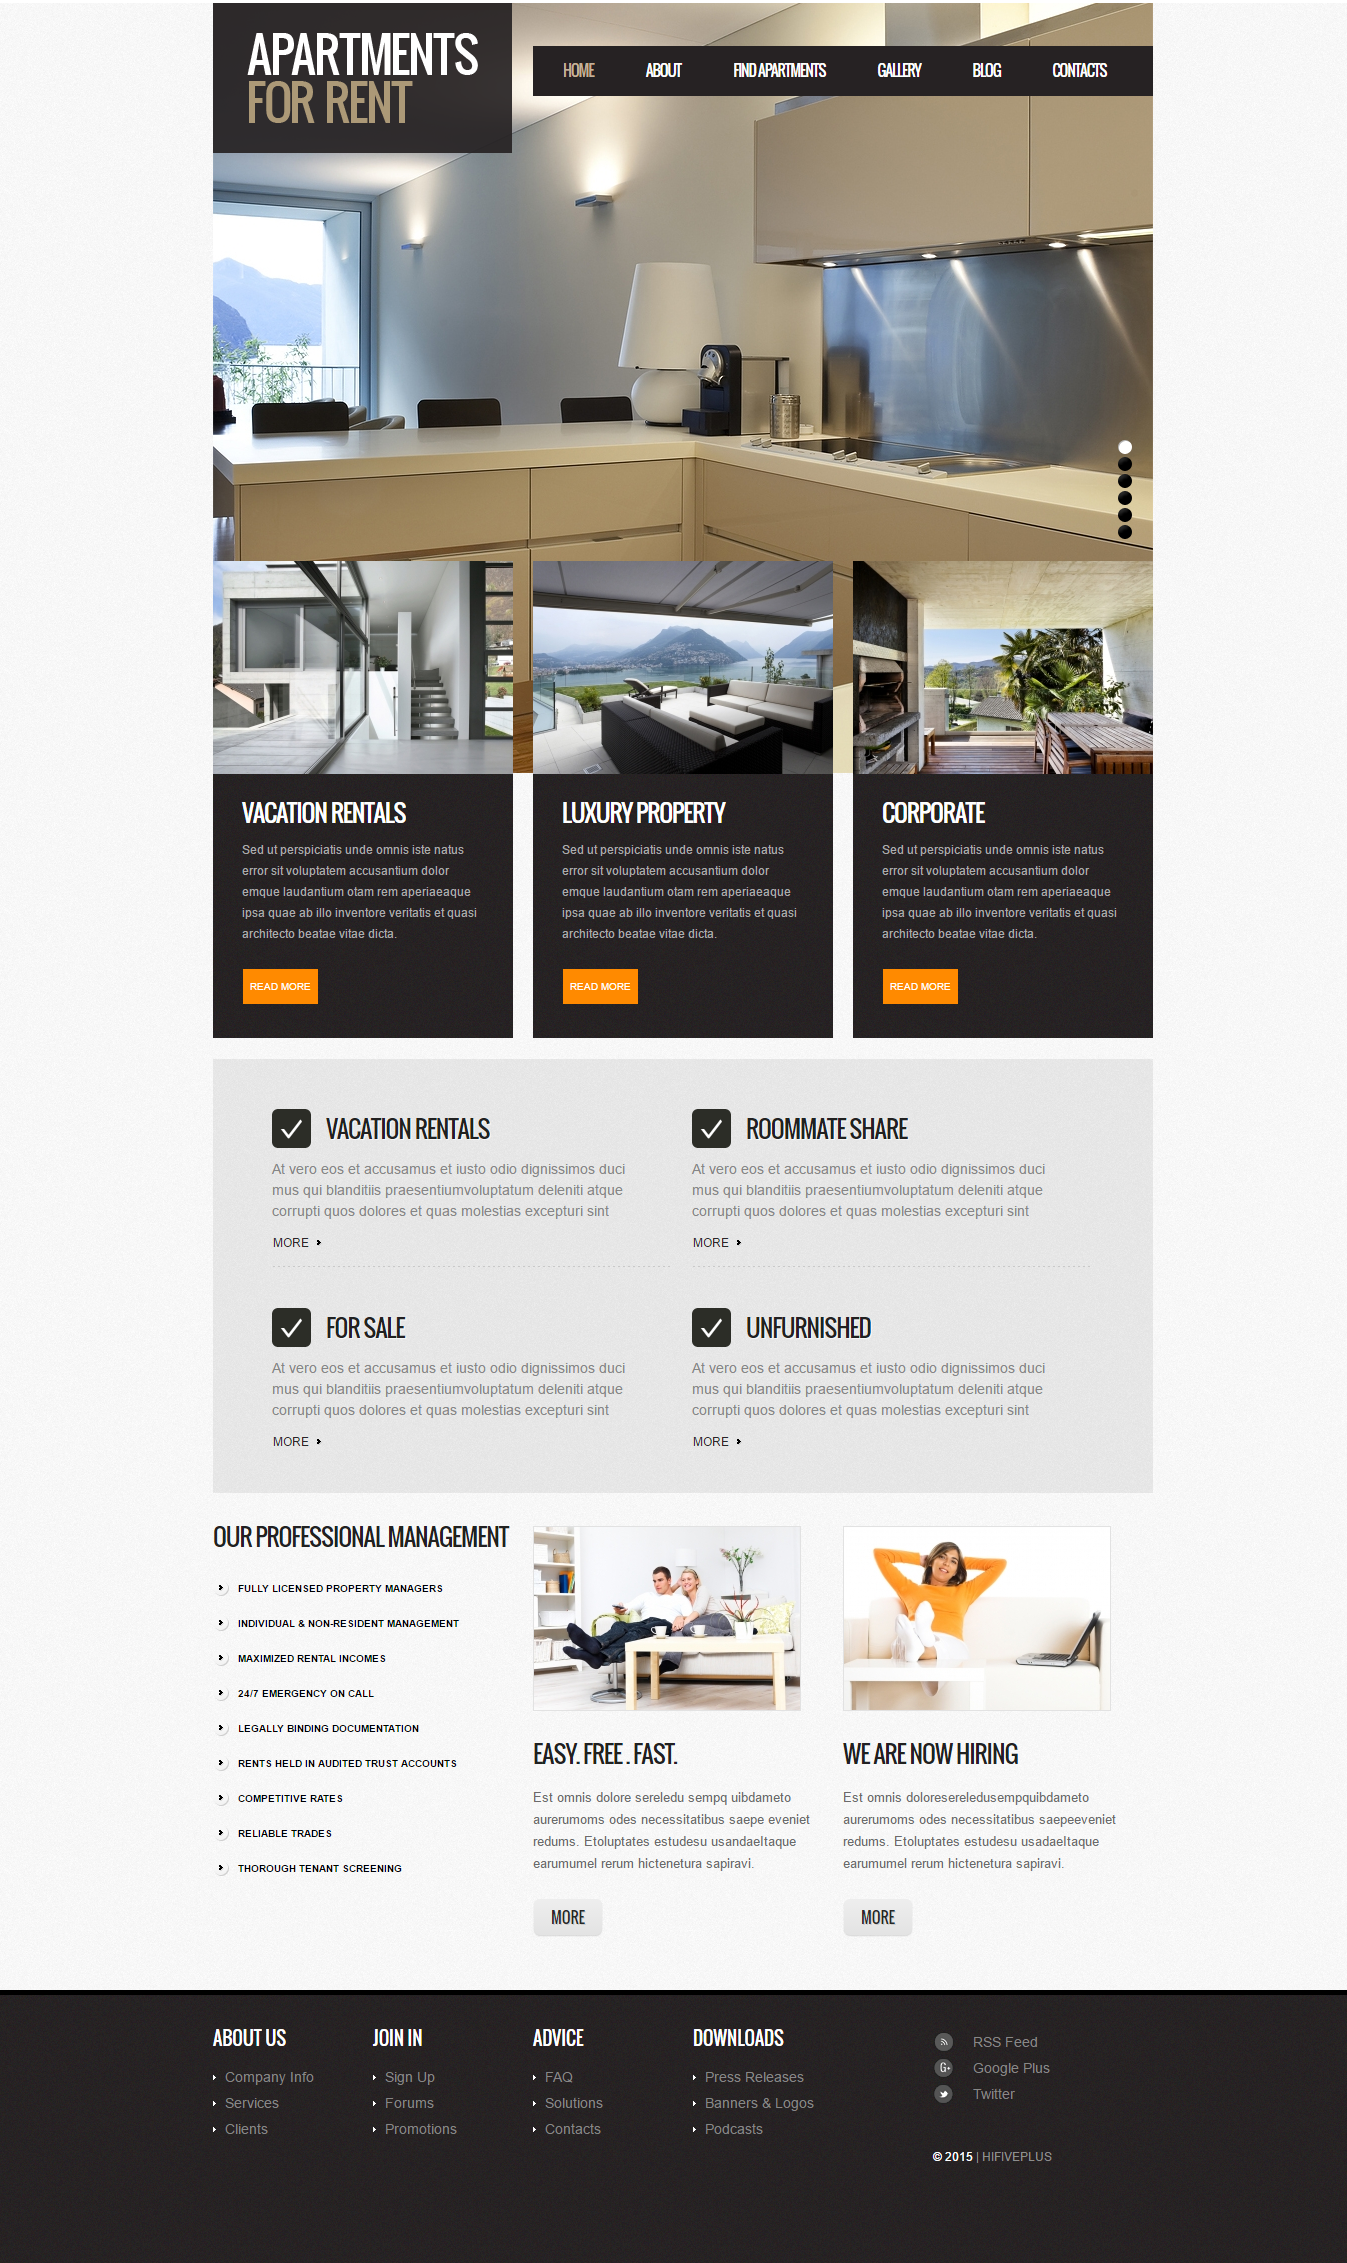 APARTMENTS
FOR RENT
HOME ABOUT FIND APARTMENTS GALLERY BLOG CONTACTS
VACATION RENTALS
Sed ut perspiciatis unde omnis iste natus
error sit voluptatem accusantium dolor
emque laudantium otam rem aperiaeaque
ipsa quae ab illo inventore veritatis et quasi
architecto beatae vitae dicta.
READ MORE
LUXURY PROPERTY
Sed ut perspiciatis unde omnis iste natus
error sit voluptatem accusantium dolor
emque laudantium otam rem aperiaeaque
ipsa quae ab illo inventore veritatis et quasi
architecto beatae vitae dicta.
READ MORE
CORPORATE
Sed ut perspiciatis unde omnis iste natus
error sit voluptatem accusantium dolor
emque laudantium otam rem aperiaeaque
ipsa quae ab illo inventore veritatis et quasi
architecto beatae vitae dicta.
READ MORE
VACATION RENTALS
At vero eos et accusamus et iusto odio dignissimos duci
mus qui blanditiis praesentiumvoluptatum deleniti atque
corrupti quos dolores et quas molestias excepturi sint
MORE
ROOMMATE SHARE
At vero eos et accusamus et iusto odio dignissimos duci
mus qui blanditiis praesentiumvoluptatum deleniti atque
corrupti quos dolores et quas molestias excepturi sint
MORE
FOR SALE
At vero eos et accusamus et iusto odio dignissimos duci
mus qui blanditiis praesentiumvoluptatum deleniti atque
corrupti quos dolores et quas molestias excepturi sint
MORE
UNFURNISHED
At vero eos et accusamus et iusto odio dignissimos duci
mus qui blanditiis praesentiumvoluptatum deleniti atque
corrupti quos dolores et quas molestias excepturi sint
MORE
OUR PROFESSIONAL MANAGEMENT
FULLY LICENSED PROPERTY MANAGERS
INDIVIDUAL & NON-RESIDENT MANAGEMENT
MAXIMIZED RENTAL INCOMES
24/7 EMERGENCY ON CALL
LEGALLY BINDING DOCUMENTATION
RENTS HELD IN AUDITED TRUST ACCOUNTS
COMPETITIVE RATES
RELIABLE TRADES
THOROUGH TENANT SCREENING
EASY. FREE . FAST.
Est omnis dolore sereledu sempq uibdameto
aurerumoms odes necessitatibus saepe eveniet
redums. Etoluptates estudesu usandaeltaque
earumumel rerum hictenetura sapiravi.
MORE
WE ARE NOW HIRING
Est omnis doloresereledusempquibdameto
aurerumoms odes necessitatibus saepeeveniet
redums. Etoluptates estudesu usadaeltaque
earumumel rerum hictenetura sapiravi.
MORE
ABOUT US
Company Info
Services
Clients
JOIN IN
Sign Up
Forums
Promotions
ADVICE
FAQ
Solutions
Contacts
DOWNLOADS
Press Releases
Banners & Logos
Podcasts
RSS Feed
Google Plus
Twitter
© 2015 | HIFIVEPLUS